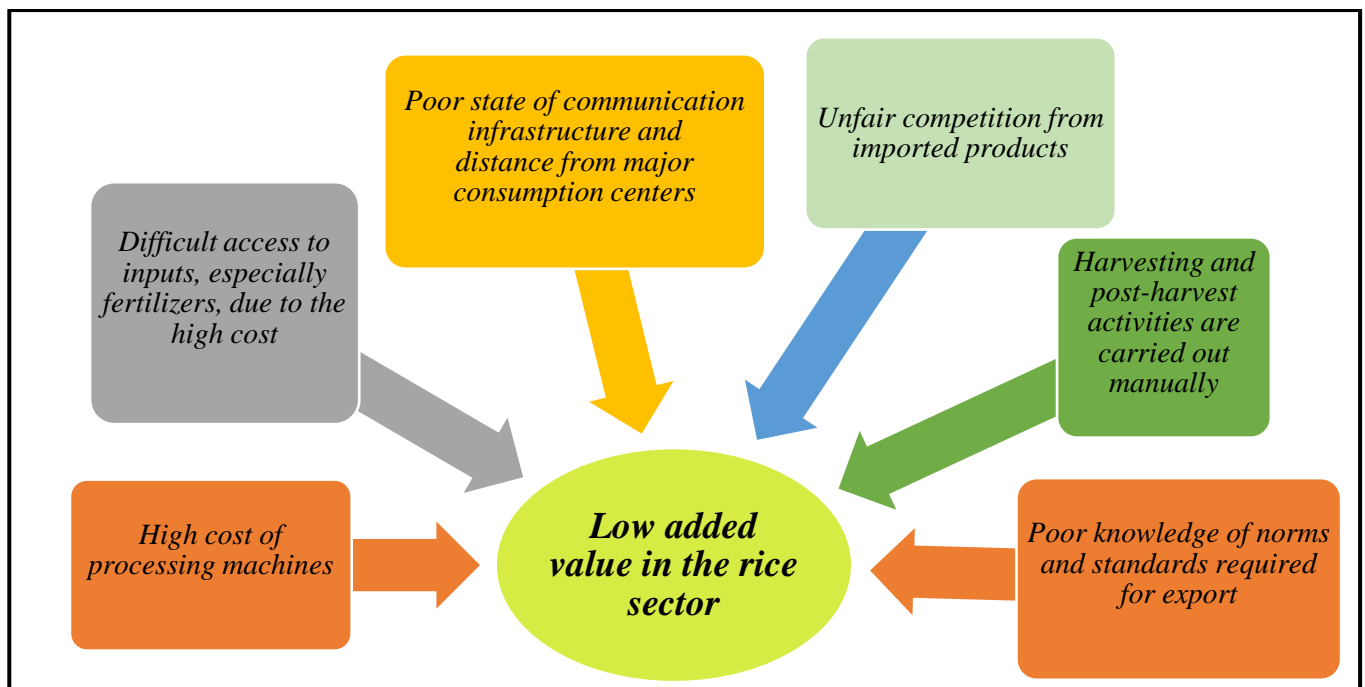 Poor state of communication
infrastructure and
distance from major
consumption centers
Unfair competition from
imported products
Difficult access to
inputs, especially
fertilizers, due to the
high cost
Harvesting and
post-harvest
activities are
carried out
manually
High cost of
processing machines
Low added
value in the rice
sector
Poor knowledge of norms
and standards required
for export